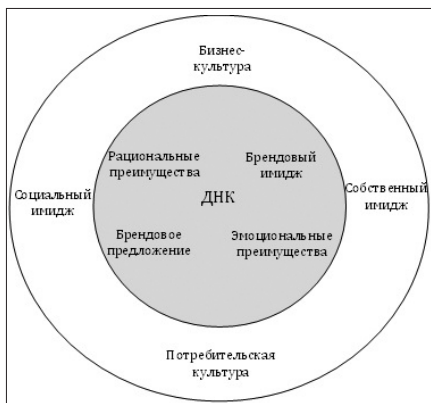 Бизнес-
культура
Рациональные
преимущества
Брендовый
имидж
Социальный
имидж
ДНК
Собственный
имидж
Брендовое
предложение
Эмоциональные
преимущества
Потребительская
культура